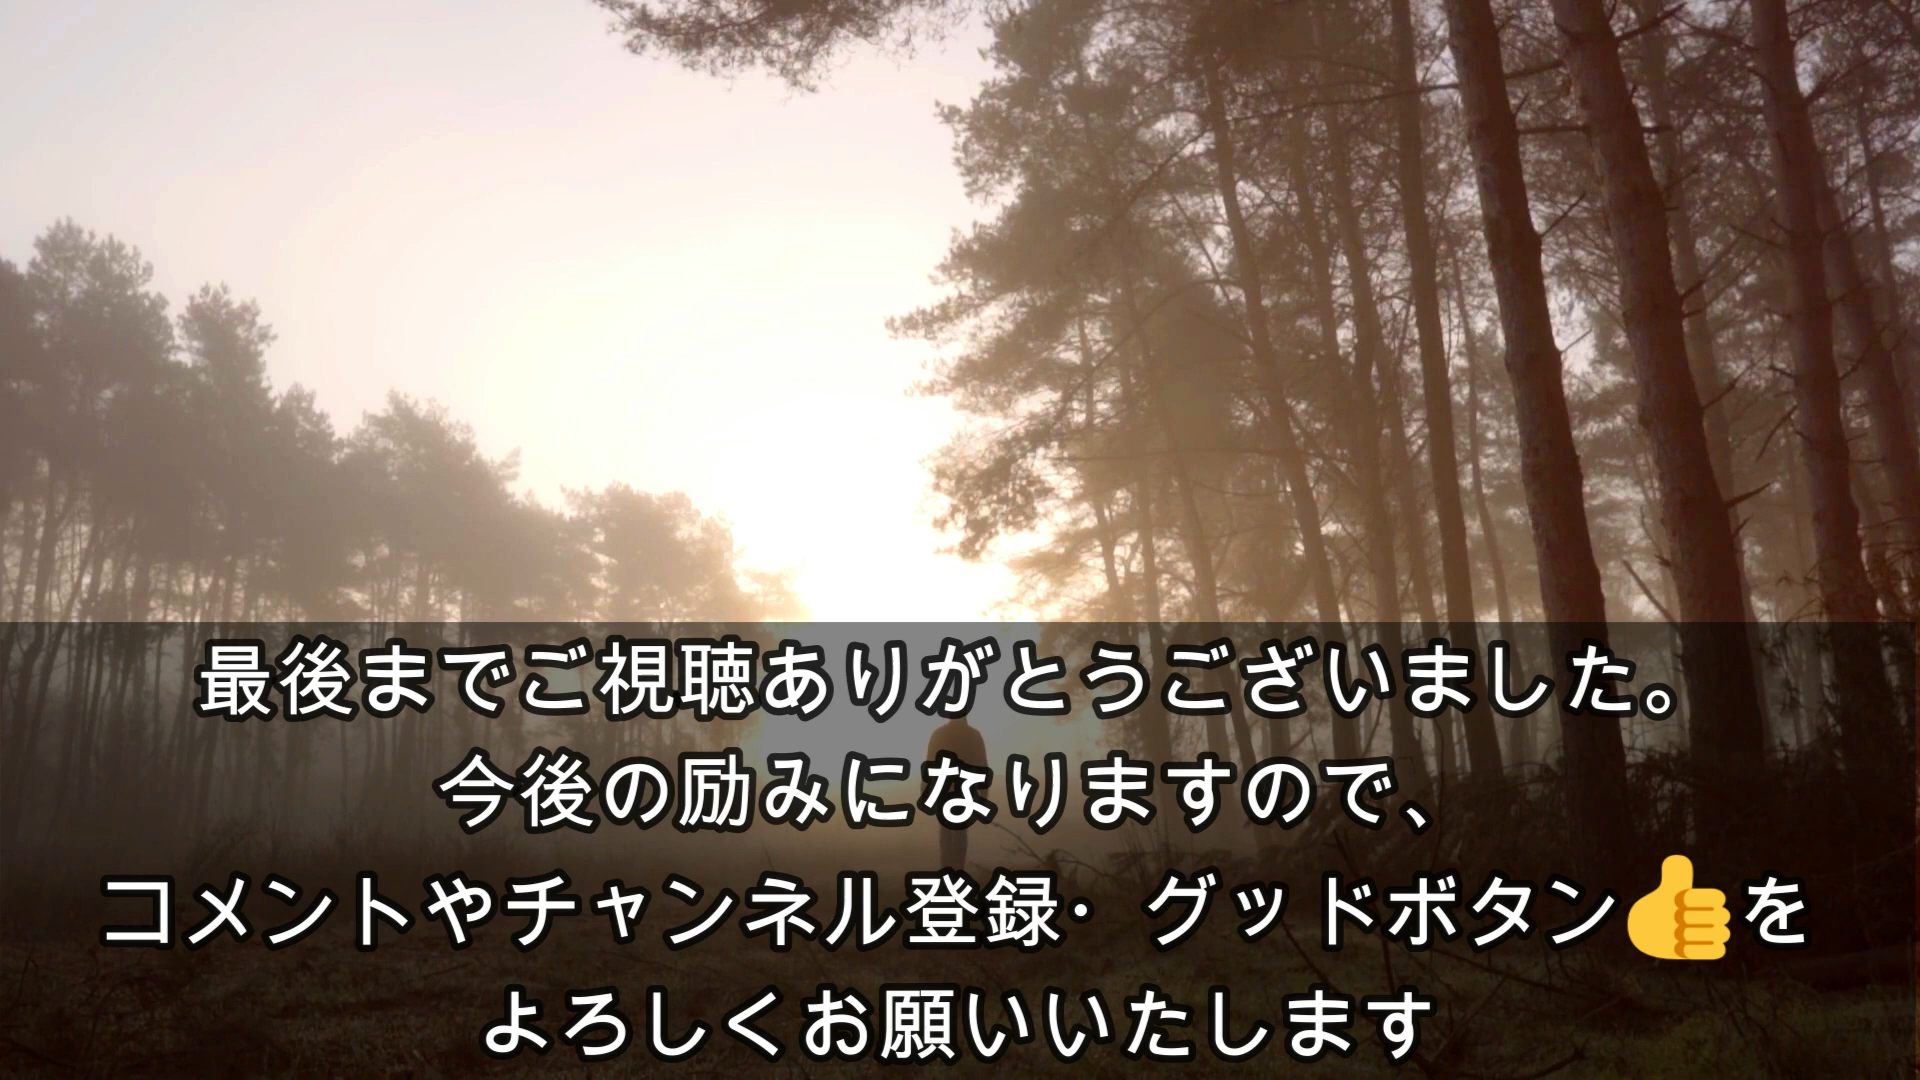 最後までご視聴ありがとうございました。
今後の励みになりますので、
コメントやチャンネル登録・グッドボタン👍を
よろしくお願いいたします